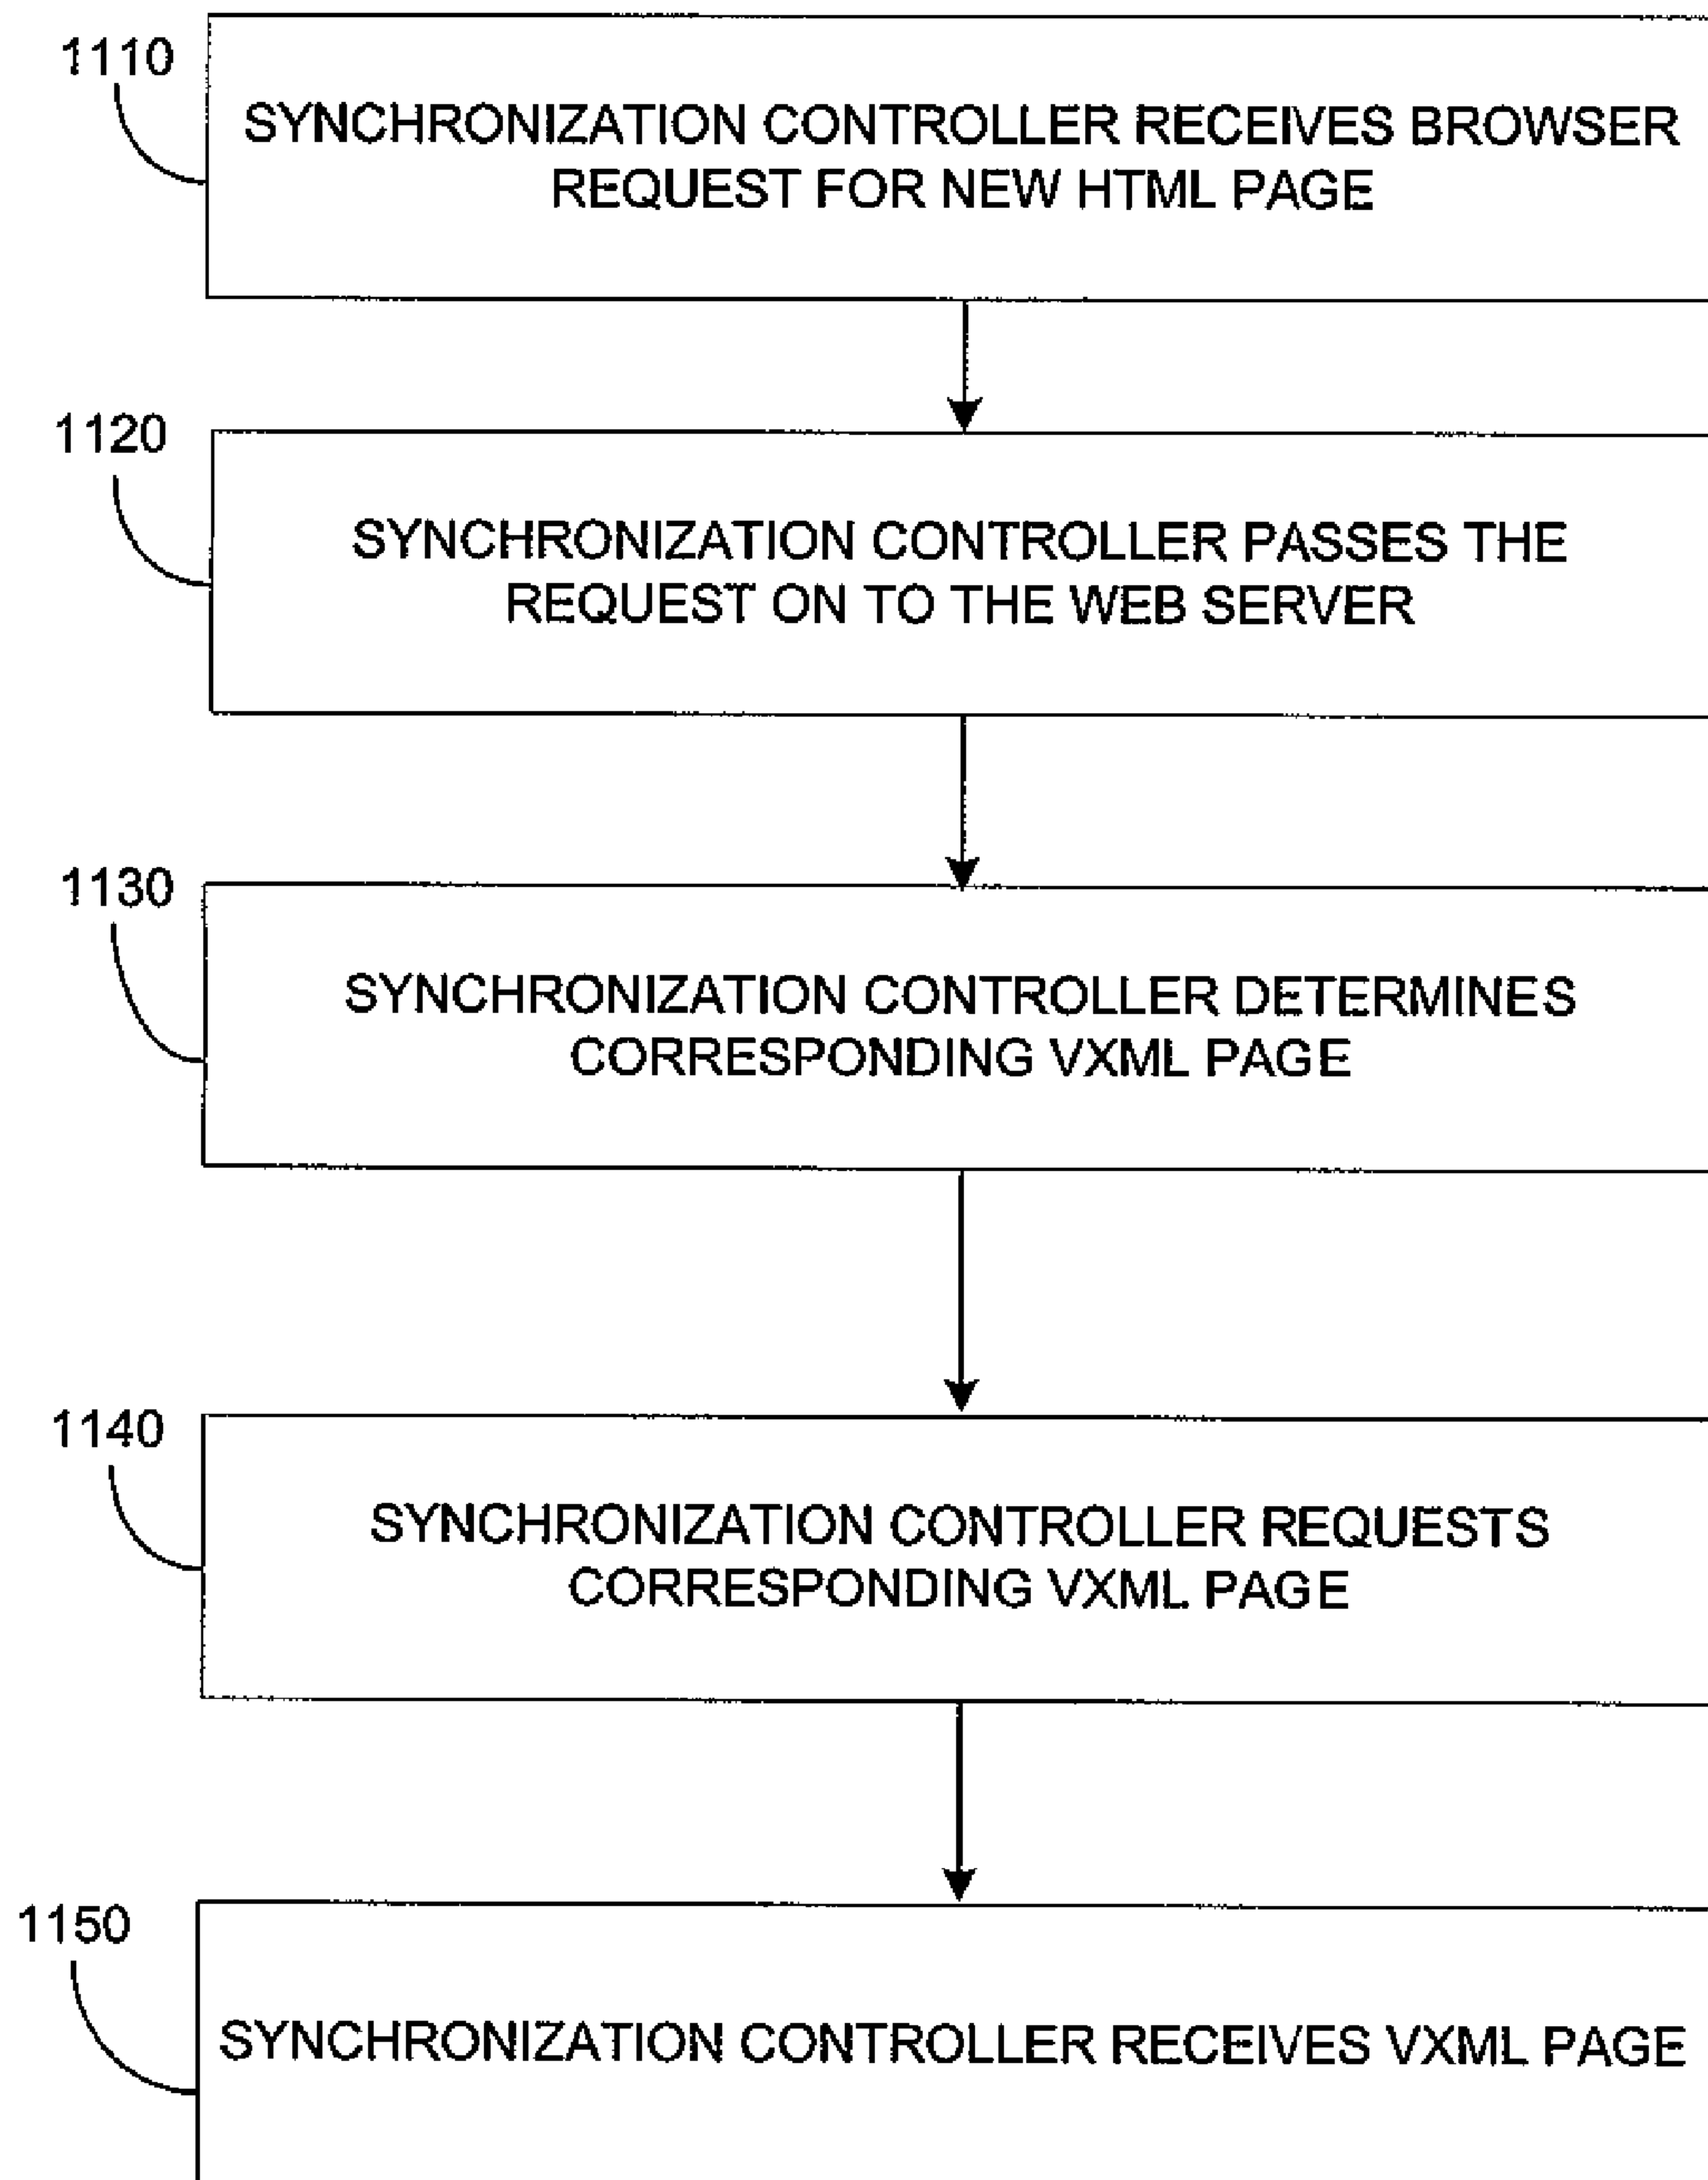 1110
SYNCHRONIZATION CONTROLLER RECEIVES BROWSER
REQUEST FOR NEW HTML PAGE
1120
SYNCHRONIZATION CONTROLLER PASSES THE
REQUEST ON TO THE WEB SERVER
1130
SYNCHRONIZATION CONTROLLER DETERMINES
CORRESPONDING VXML PAGE
1140
SYNCHRONIZATION CONTROLLER REQUESTS
CORRESPONDING VXML PAGE
1150
SYNCHRONIZATION CONTROLLER RECEIVES VXML PAGE